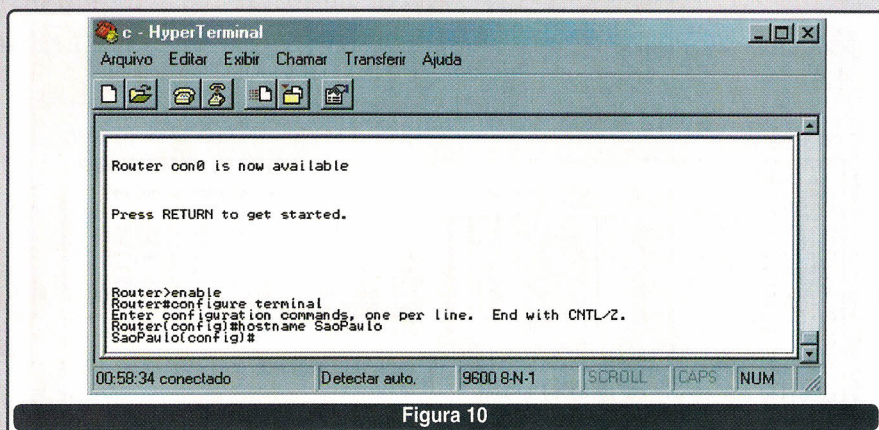 c - HyperTerminal
Arquivo Editar Exibir Chamar Transferir Ajuda
Router con0 is now available
Press RETURN to get started.
Router>enable
Router#configure terminal
Enter configuration commands, one per line. End with CNTL/Z.
Router(config)#hostname SaoPaulo
SaoPaulo(config)#
00:58:34 conectado Detectar auto. 9600 8-N-1 SCROLL CAPS NUM
Figura 10